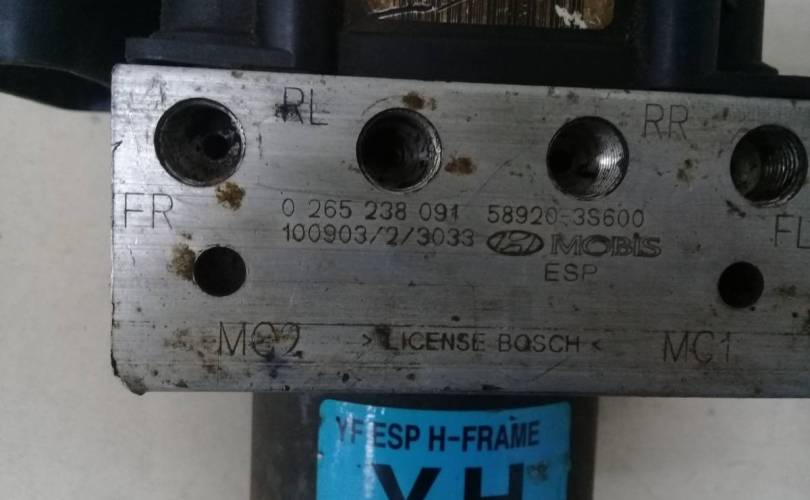 RL
RR
FR
0 265 238 091 58920-3S600
FL
100903/2/3033 MOBIS
ESP
MC2 > LICENSE BOSCH < MC1
YF ESP H-FRAME
YH